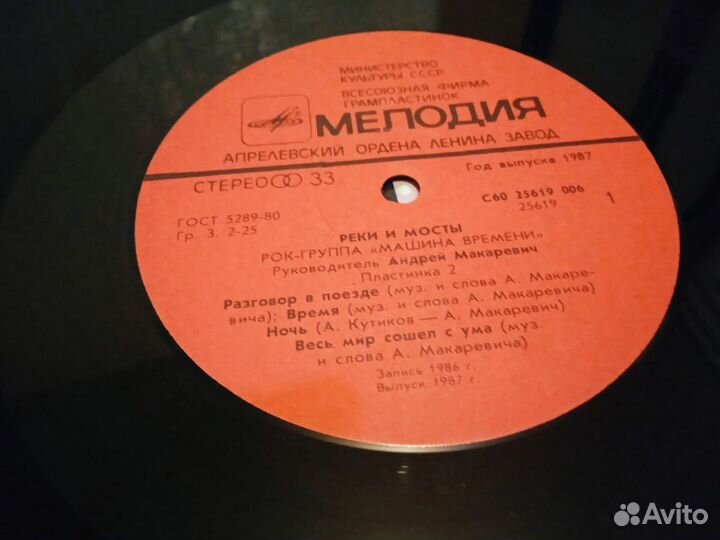 МИНИСТЕРСТВО
КУЛЬТУРЫ СССР
ВСЕСОЮЗНАЯ ФИРМА
ГРАМПЛАСТИНОК
МЕЛОДИЯ
АПРЕЛЕВСКИЙ ОРДЕНА ЛЕНИНА ЗАВОД
СТЕРЕО 33
Год выпуска 1987
ГОСТ 5289-80
Гр. 3. 2-25
С60 25619 006
25619
1
РЕКИ И МОСТЫ
РОК-ГРУППА «МАШИНА ВРЕМЕНИ»
Руководитель Андрей Макаревич
Пластинка 2
Разговор в поезде (муз. и слова А. Макаре-
вича); Время (муз. и слова А. Макаревича)
Ночь (А. Кутиков — А. Макаревич)
Весь мир сошел с ума (муз.
и слова А. Макаревича)
Запись 1986 г.
Выпуск 1987 г.
Avito